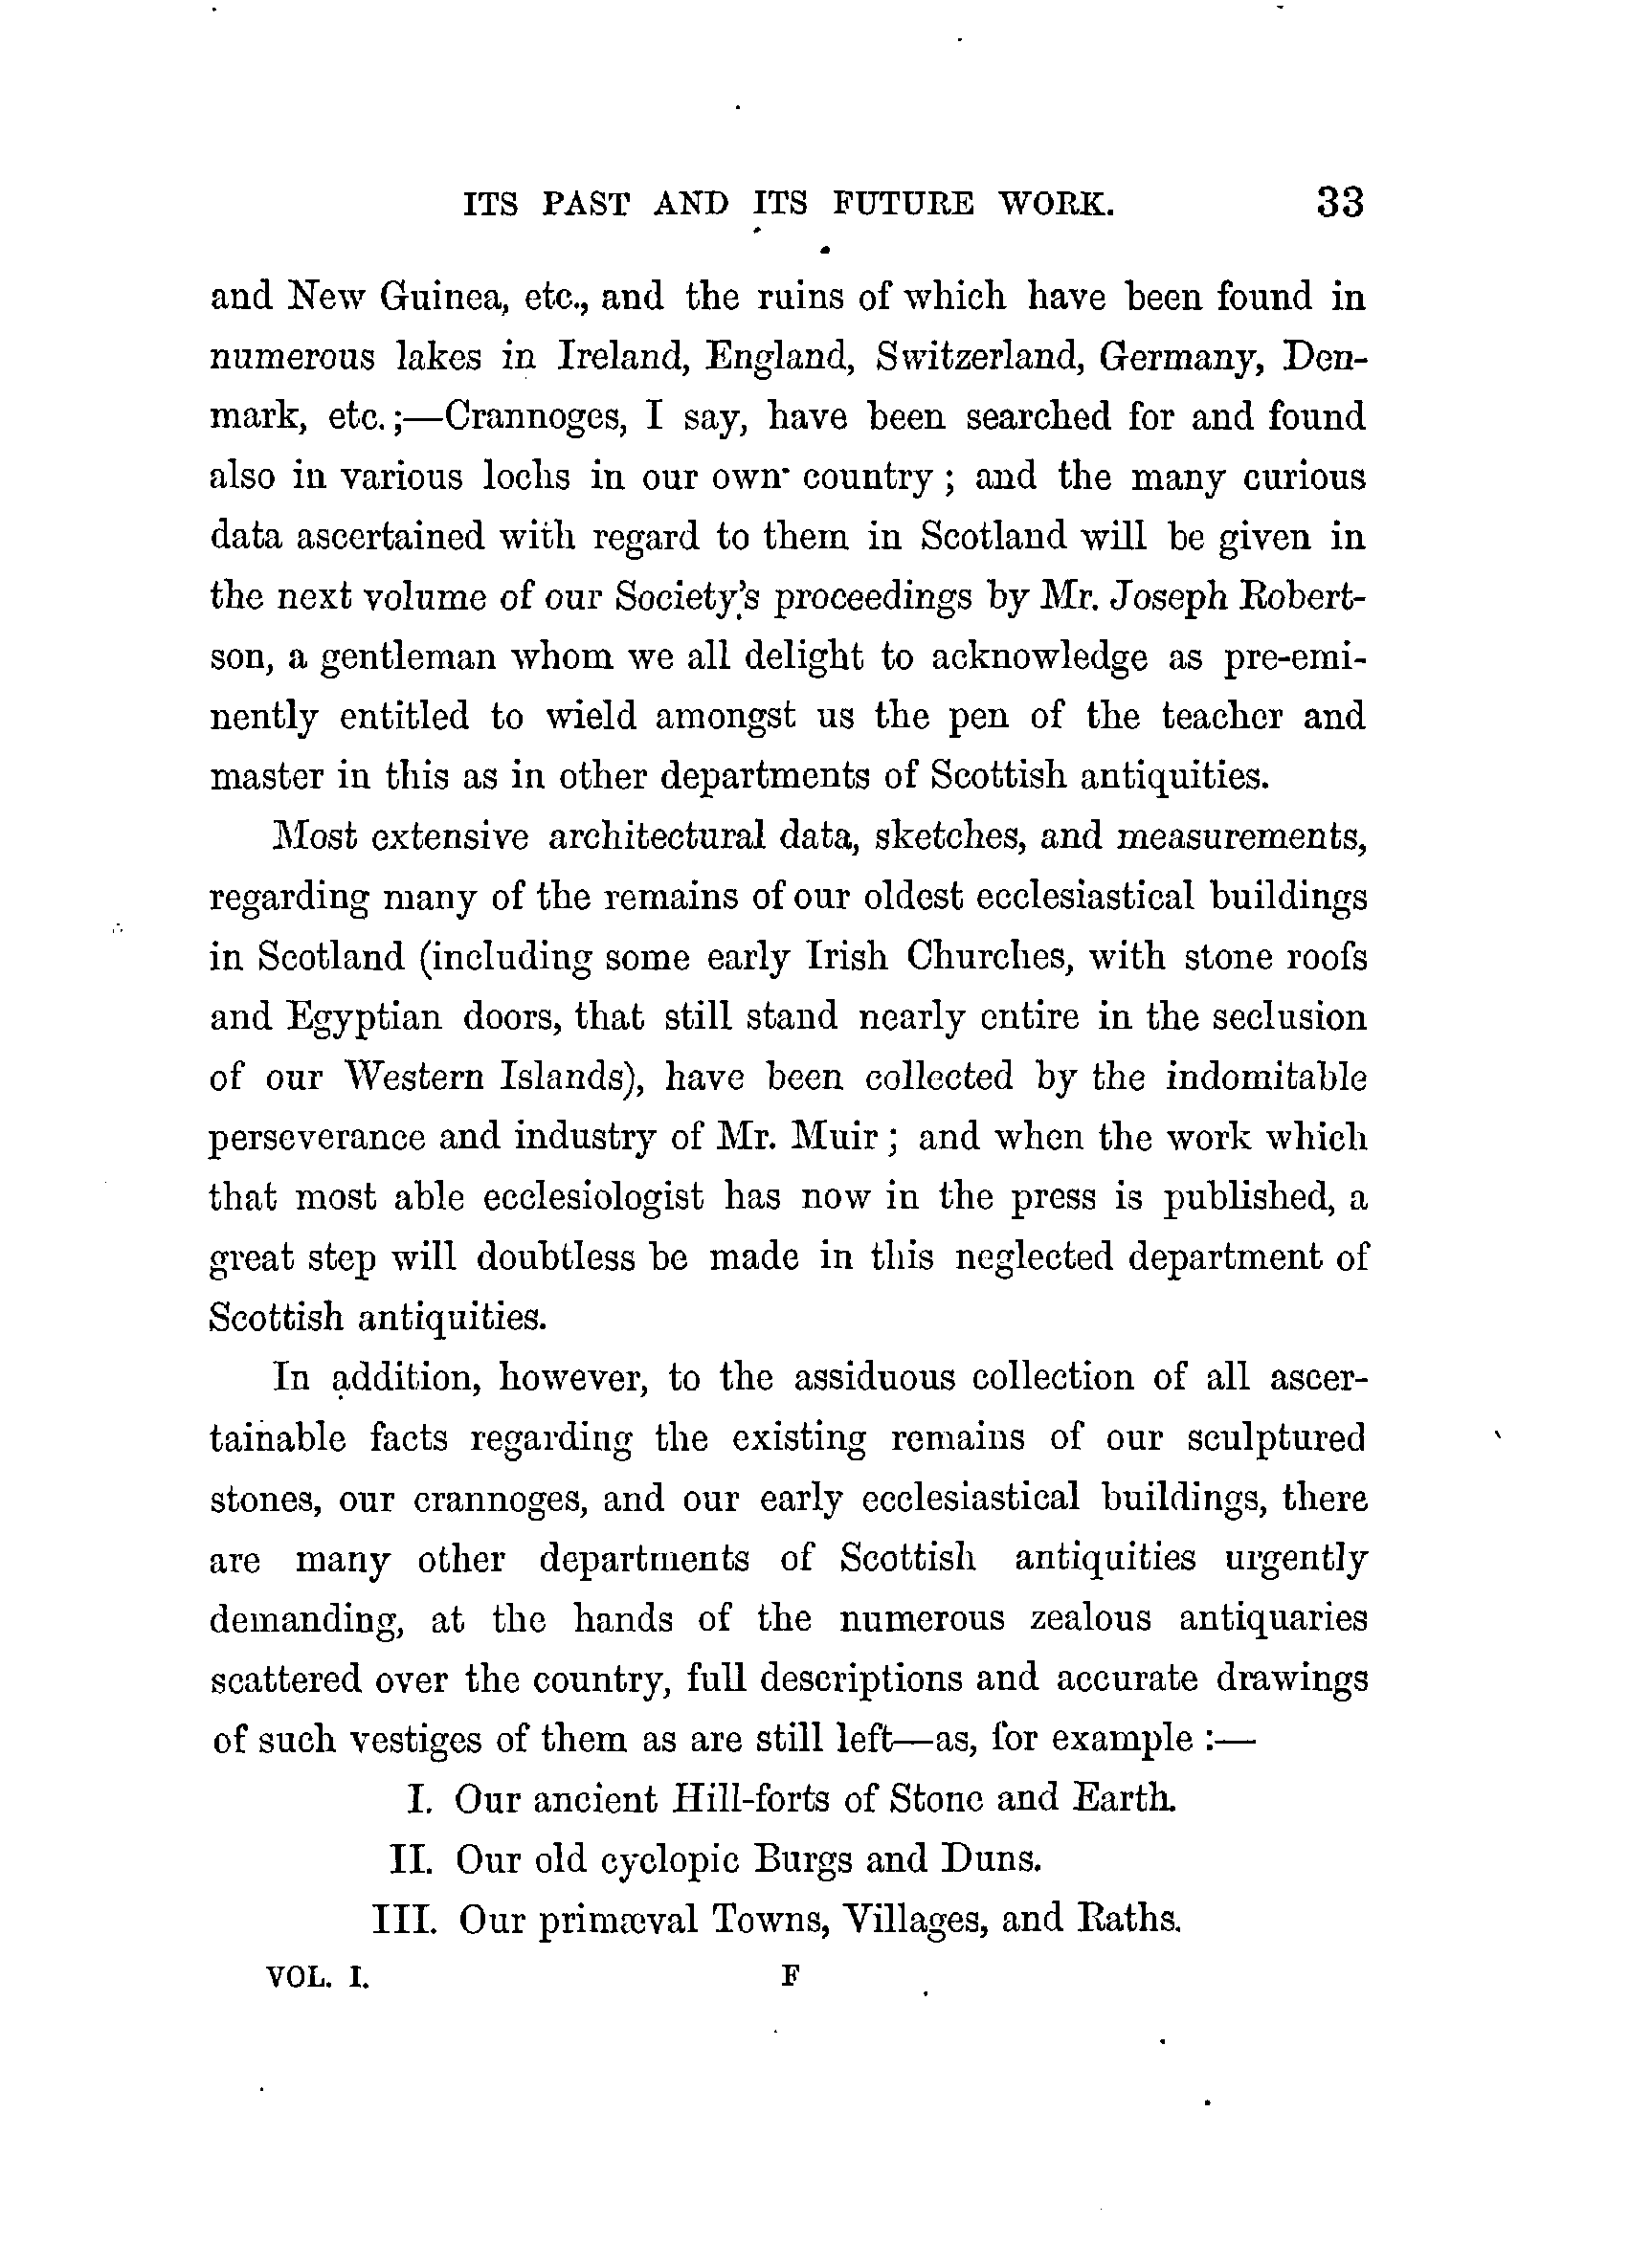 ITS PAST AND ITS FUTURE WORK. 33
and New Guinea, etc., and the ruins of which have been found in
numerous lakes in Ireland, England, Switzerland, Germany, Den-
mark, etc.;—Crannoges, I say, have been searched for and found
also in various lochs in our own country; and the many curious
data ascertained with regard to them in Scotland will be given in
the next volume of our Society's proceedings by Mr. Joseph Robert-
son, a gentleman whom we all delight to acknowledge as pre-emi-
nently entitled to wield amongst us the pen of the teacher and
master in this as in other departments of Scottish antiquities.
Most extensive architectural data, sketches, and measurements,
regarding many of the remains of our oldest ecclesiastical buildings
in Scotland (including some early Irish Churches, with stone roofs
and Egyptian doors, that still stand nearly entire in the seclusion
of our Western Islands), have been collected by the indomitable
perseverance and industry of Mr. Muir; and when the work which
that most able ecclesiologist has now in the press is published, a
great step will doubtless be made in this neglected department of
Scottish antiquities.
In addition, however, to the assiduous collection of all ascer-
tainable facts regarding the existing remains of our sculptured
stones, our crannoges, and our early ecclesiastical buildings, there
are many other departments of Scottish antiquities urgently
demanding, at the hands of the numerous zealous antiquaries
scattered over the country, full descriptions and accurate drawings
of such vestiges of them as are still left—as, for example:—
I. Our ancient Hill-forts of Stone and Earth.
II. Our old cyclopic Burgs and Duns.
III. Our primæval Towns, Villages, and Raths.
VOL. I. F